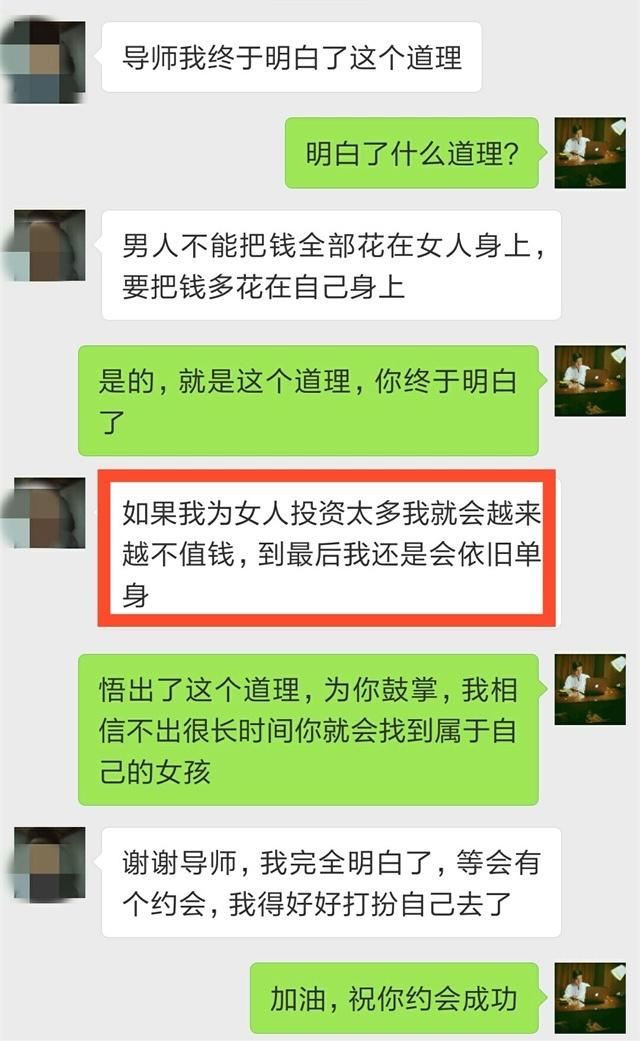 导师我终于明白了这个道理
明白了什么道理?
男人不能把钱全部花在女人身上,
要把钱多花在自己身上
是的,就是这个道理,你终于明白
了
如果我为女人投资太多我就会越来
越不值钱,到最后我还是会依旧单
身
悟出了这个道理,为你鼓掌,我相
信不出很长时间你就会找到属于自
己的女孩
谢谢导师,我完全明白了,等会有
个约会,我得好好打扮自己去了
加油,祝你约会成功